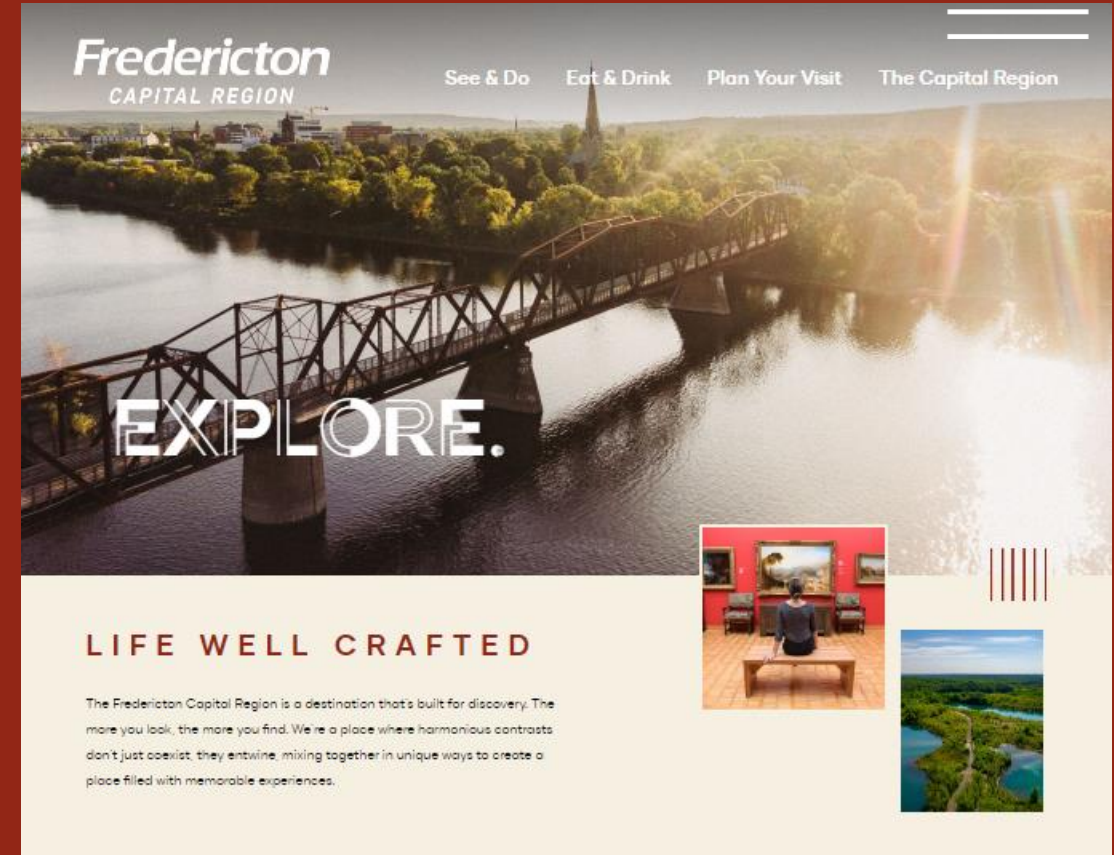 Fredericton
CAPITAL REGION
See & Do Eat & Drink Plan Your Visit The Capital Region
EXPLORE.
LIFE WELL CRAFTED
The Fredericton Capital Region is a destination that's built for discovery. The
more you look, the more you find. We're a place where harmonious contrasts
don't just coexist, they entwine, mixing together in unique ways to create a
place filled with memorable experiences.